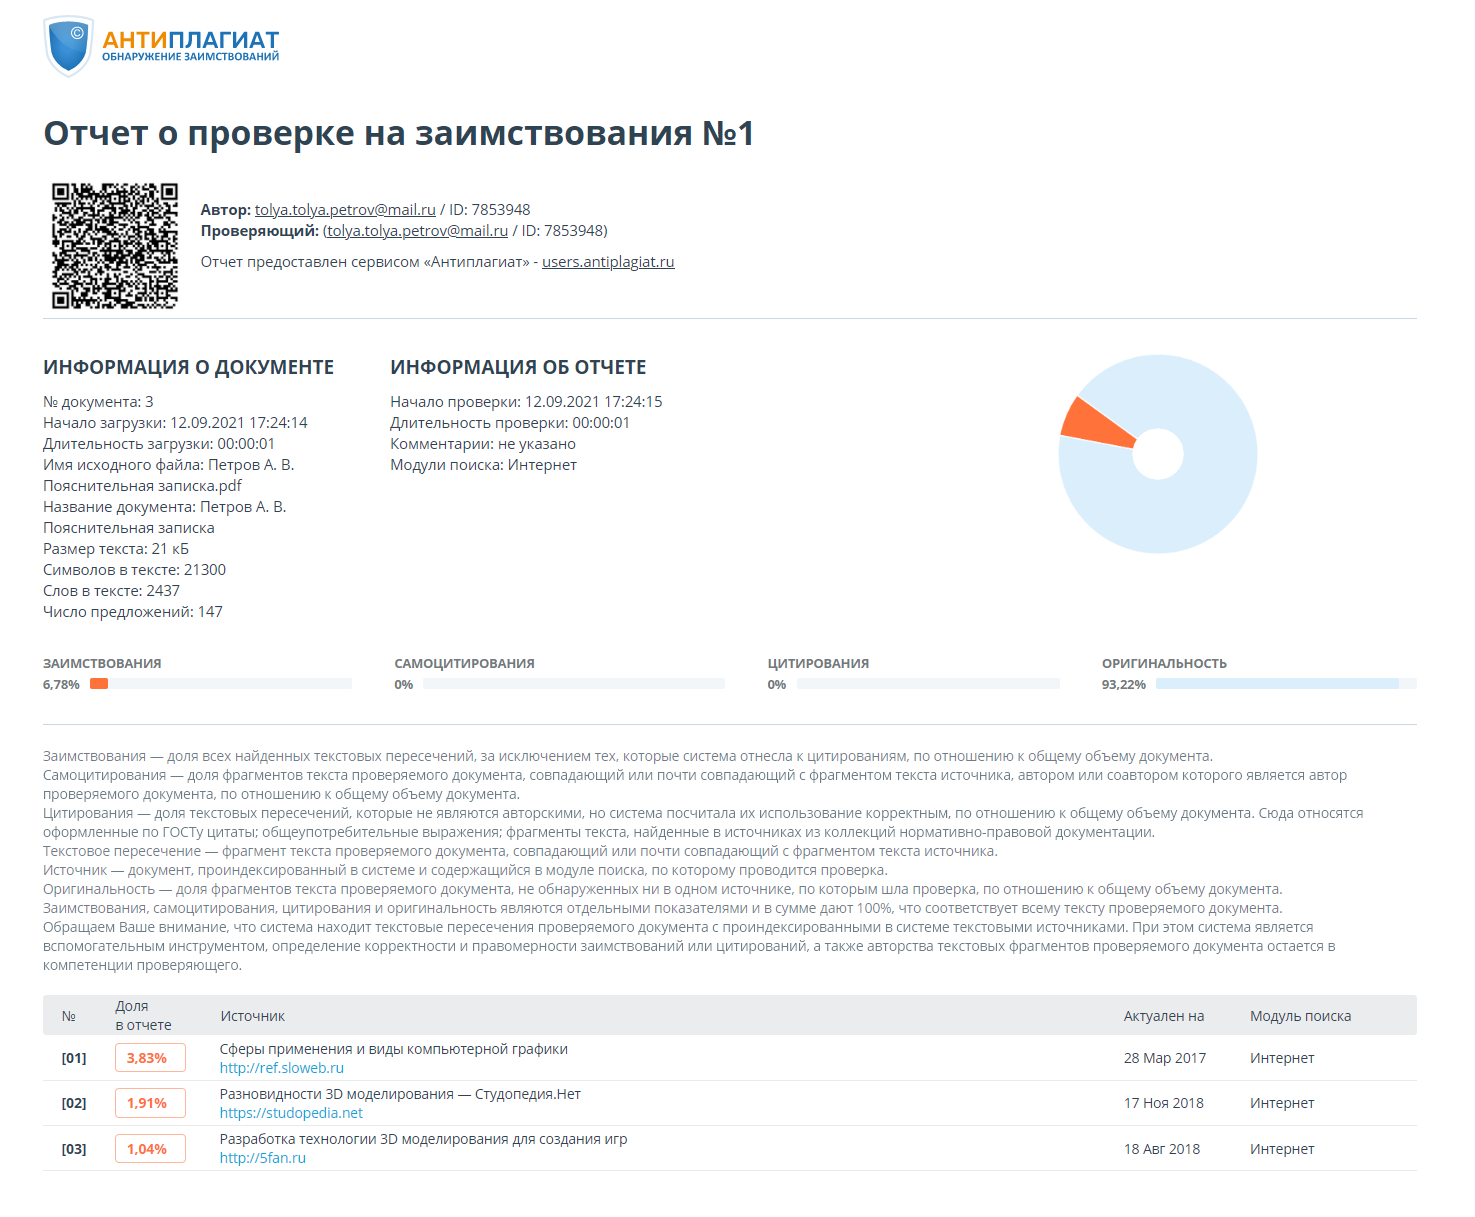 ©
АНТИПЛАГИАТ
ОБНАРУЖЕНИЕ ЗАИМСТВОВАНИЙ
Отчет о проверке на заимствования №1
Автор: tolya.tolya.petrov@mail.ru / ID: 7853948
Проверяющий: (tolya.tolya.petrov@mail.ru / ID: 7853948)
Отчет предоставлен сервисом «Антиплагиат» - users.antiplagiat.ru
ИНФОРМАЦИЯ О ДОКУМЕНТЕ
№ документа: 3
Начало загрузки: 12.09.2021 17:24:14
Длительность загрузки: 00:00:01
Имя исходного файла: Петров А. В.
Пояснительная записка.pdf
Название документа: Петров А. В.
Пояснительная записка
Размер текста: 21 кБ
Символов в тексте: 21300
Слов в тексте: 2437
Число предложений: 147
ИНФОРМАЦИЯ ОБ ОТЧЕТЕ
Начало проверки: 12.09.2021 17:24:15
Длительность проверки: 00:00:01
Комментарии: не указано
Модули поиска: Интернет
ЗАИМСТВОВАНИЯ
6,78%
САМОЦИТИРОВАНИЯ
0%
ЦИТИРОВАНИЯ
0%
ОРИГИНАЛЬНОСТЬ
93,22%
Заимствования — доля всех найденных текстовых пересечений, за исключением тех, которые система отнесла к цитированиям, по отношению к общему объему документа.
Самоцитирования — доля фрагментов текста проверяемого документа, совпадающий или почти совпадающий с фрагментом текста источника, автором или соавтором которого является автор
проверяемого документа, по отношению к общему объему документа.
Цитирования — доля текстовых пересечений, которые не являются авторскими, но система посчитала их использование корректным, по отношению к общему объему документа. Сюда относятся
оформленные по ГОСТу цитаты; общеупотребительные выражения; фрагменты текста, найденные в источниках из коллекций нормативно-правовой документации.
Текстовое пересечение — фрагмент текста проверяемого документа, совпадающий или почти совпадающий с фрагментом текста источника.
Источник — документ, проиндексированный в системе и содержащийся в модуле поиска, по которому проводится проверка.
Оригинальность — доля фрагментов текста проверяемого документа, не обнаруженных ни в одном источнике, по которым шла проверка, по отношению к общему объему документа.
Заимствования, самоцитирования, цитирования и оригинальность являются отдельными показателями и в сумме дают 100%, что соответствует всему тексту проверяемого документа.
Обращаем Ваше внимание, что система находит текстовые пересечения проверяемого документа с проиндексированными в системе текстовыми источниками. При этом система является
вспомогательным инструментом, определение корректности и правомерности заимствований или цитирований, а также авторства текстовых фрагментов проверяемого документа остается в
компетенции проверяющего.
№ Доля в отчете Источник Актуален на Модуль поиска
[01] 3,83% Сферы применения и виды компьютерной графики 28 Мар 2017 Интернет
http://ref.sloweb.ru
[02] 1,91% Разновидности 3D моделирования — Студопедия.Нет 17 Ноя 2018 Интернет
https://studopedia.net
[03] 1,04% Разработка технологии 3D моделирования для создания игр 18 Авг 2018 Интернет
http://5fan.ru